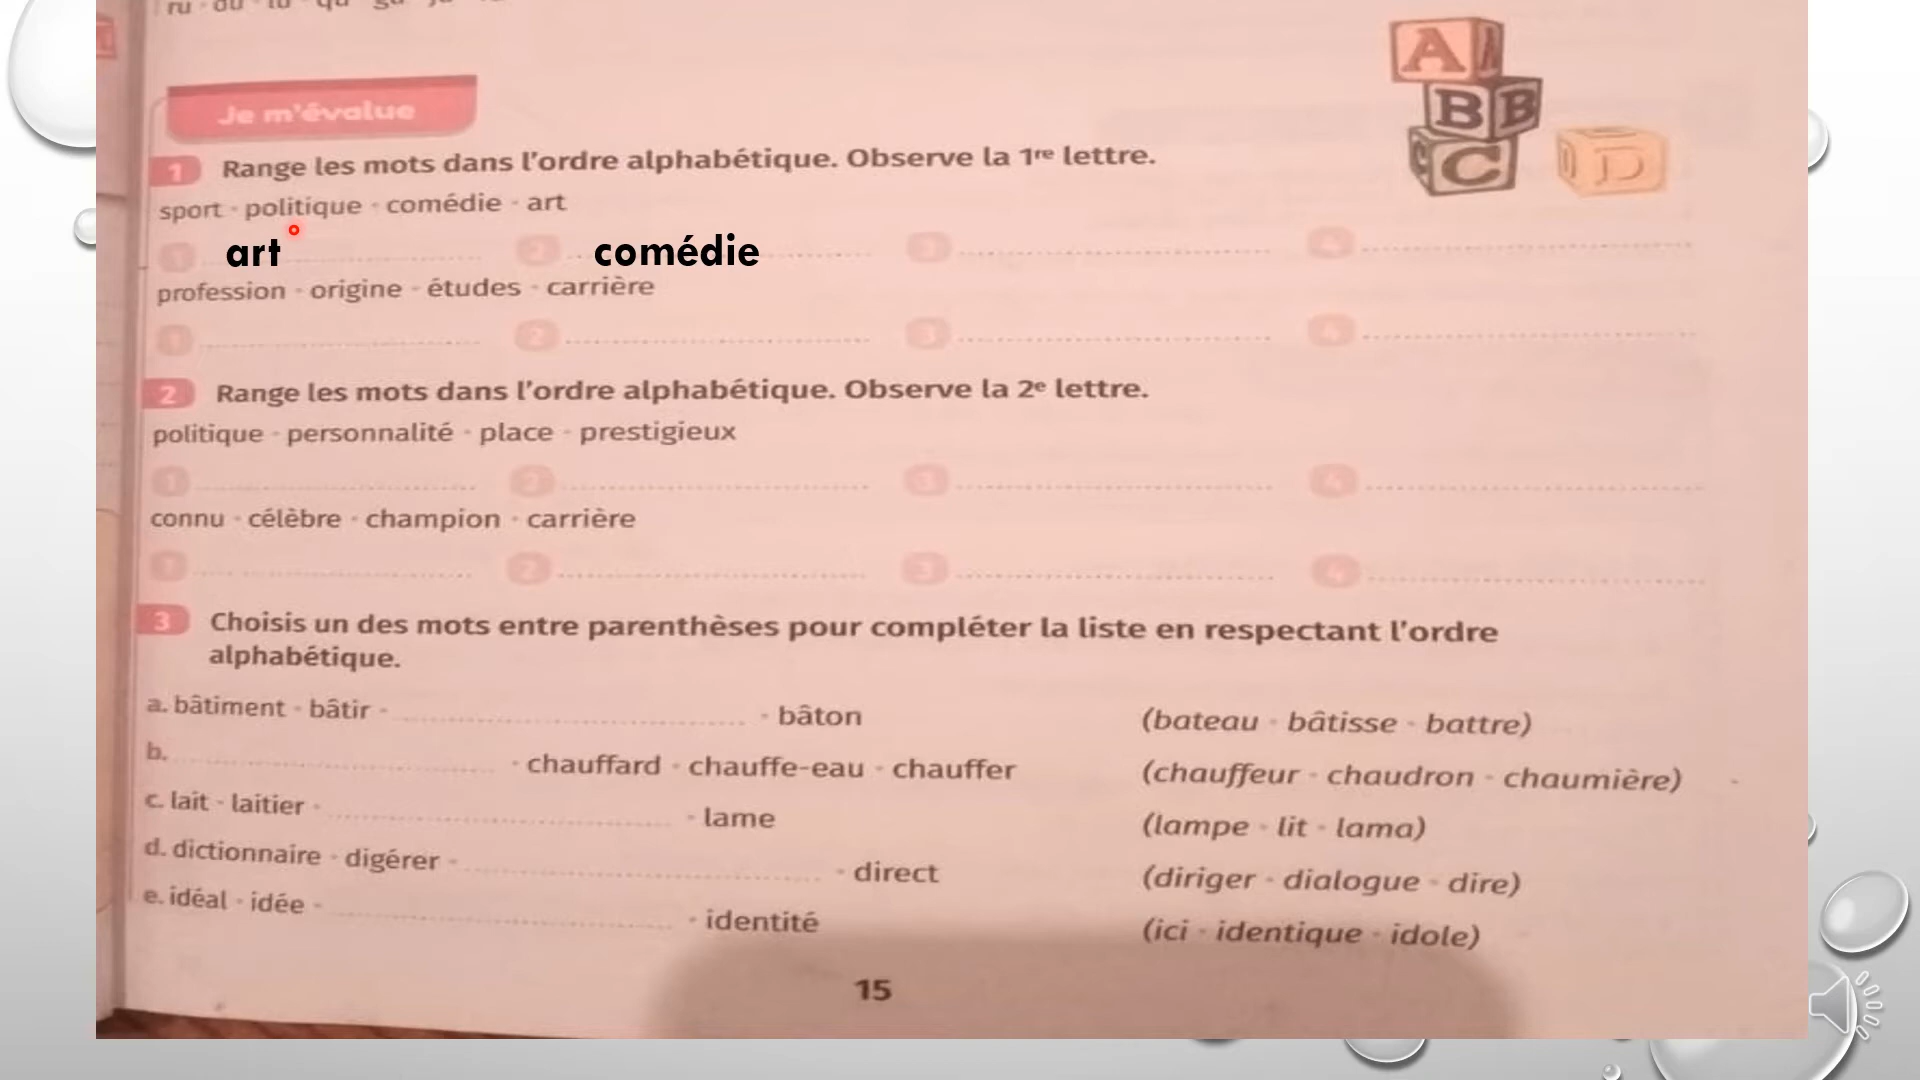 Je m'évalue
A
B B
C
D
1 Range les mots dans l'ordre alphabétique. Observe la 1re lettre.
sport · politique · comédie · art
1 art 2 comédie 3 4
profession · origine · études · carrière
1 2 3 4
2 Range les mots dans l'ordre alphabétique. Observe la 2e lettre.
politique · personnalité · place · prestigieux
1 2 3 4
connu · célèbre · champion · carrière
1 2 3 4
3 Choisis un des mots entre parenthèses pour compléter la liste en respectant l'ordre
alphabétique.
a. bâtiment · bâtir · · bâton (bateau · bâtisse · battre)
b. · chauffard · chauffe-eau · chauffer (chauffeur · chaudron · chaumière)
c. lait · laitier · · lame (lampe · lit · lama)
d. dictionnaire · digérer · · direct (diriger · dialogue · dire)
e. idéal · idée · · identité (ici · identique · idole)
15